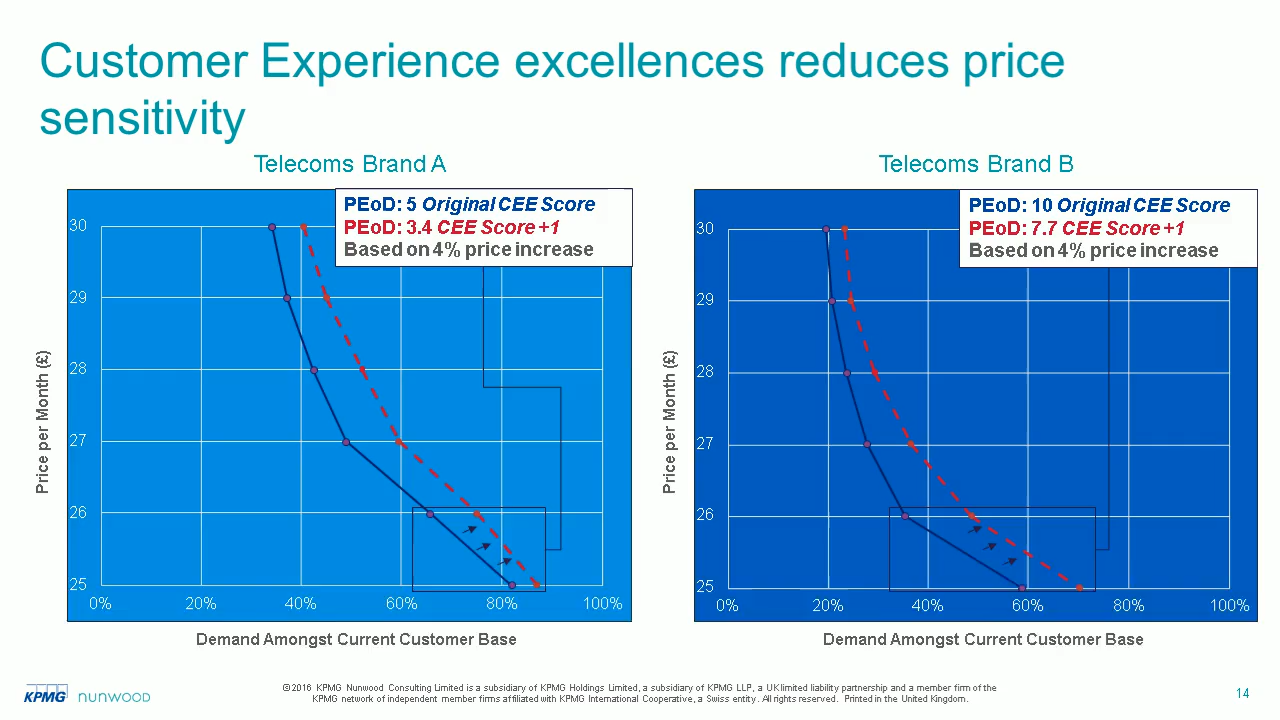 Customer Experience excellences reduces price
sensitivity
Telecoms Brand A
PEoD: 5 Original CEE Score
PEoD: 3.4 CEE Score +1
Based on 4% price increase
30
29
28
27
26
25
0% 20% 40% 60% 80% 100%
Price per Month (£)
Demand Amongst Current Customer Base
Telecoms Brand B
PEoD: 10 Original CEE Score
PEoD: 7.7 CEE Score +1
Based on 4% price increase
30
29
28
27
26
25
0% 20% 40% 60% 80% 100%
Price per Month (£)
Demand Amongst Current Customer Base
KPMG nunwood
©2016 KPMG Nunwood Consulting Limited is a subsidiary of KPMG Holdings Limited, a subsidiary of KPMG LLP, a UK limited liability partnership and a member firm of the
KPMG network of independent member firms affiliated with KPMG International Cooperative, a Swiss entity. All rights reserved. Printed in the United Kingdom.
14